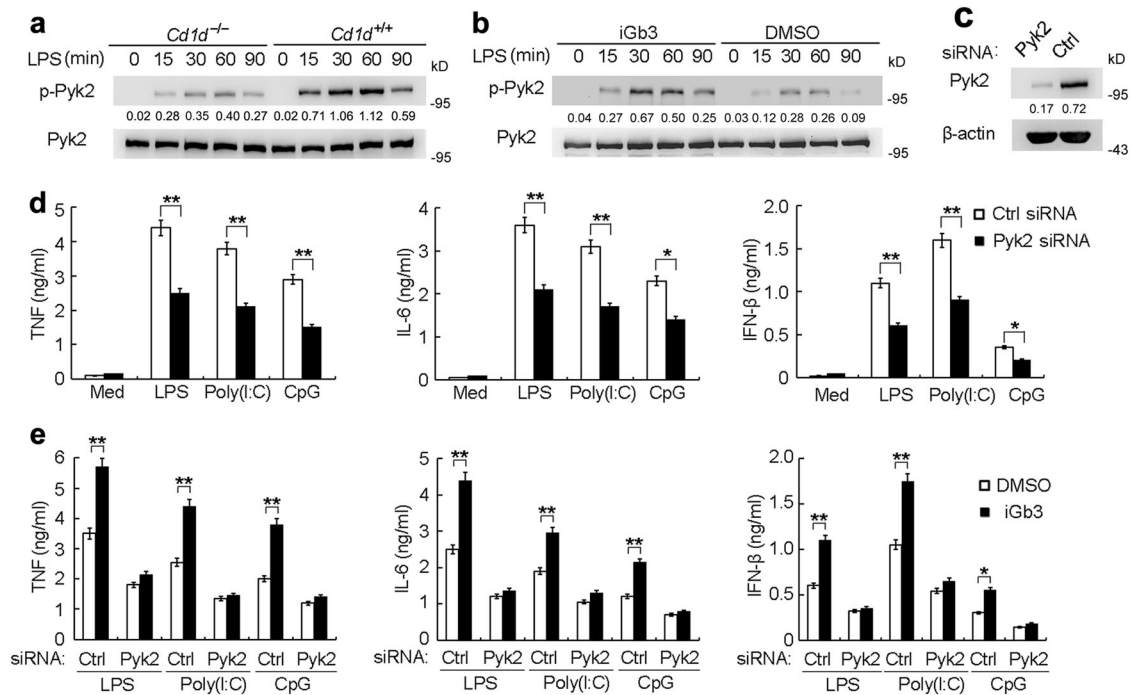 a
Cd1d−/− Cd1d+/+
LPS (min) 0 15 30 60 90 0 15 30 60 90 kD
p-Pyk2 -95
0.02 0.28 0.35 0.40 0.27 0.02 0.71 1.06 1.12 0.59
Pyk2 -95
b
iGb3 DMSO
LPS (min) 0 15 30 60 90 0 15 30 60 90 kD
p-Pyk2 -95
0.04 0.27 0.67 0.50 0.25 0.03 0.12 0.28 0.26 0.09
Pyk2 -95
c
siRNA: Pyk2 Ctrl kD
Pyk2 -95
0.17 0.72
β-actin -43
d
TNF (ng/ml)
5
4
3
2
1
0
** ** **
Med LPS Poly(I:C) CpG
IL-6 (ng/ml)
4
3
2
1
0
** ** *
Med LPS Poly(I:C) CpG
IFN-β (ng/ml)
2.0
1.5
1.0
0.5
0
** ** *
Med LPS Poly(I:C) CpG
Ctrl siRNA
Pyk2 siRNA
e
TNF (ng/ml)
6
5
4
3
2
1
0
** ** **
siRNA: Ctrl Pyk2 Ctrl Pyk2 Ctrl Pyk2
LPS Poly(I:C) CpG
IL-6 (ng/ml)
5
4
3
2
1
0
** ** **
Ctrl Pyk2 Ctrl Pyk2 Ctrl Pyk2
LPS Poly(I:C) CpG
IFN-β (ng/ml)
2.0
1.5
1.0
0.5
0
** ** *
Ctrl Pyk2 Ctrl Pyk2 Ctrl Pyk2
LPS Poly(I:C) CpG
DMSO
iGb3